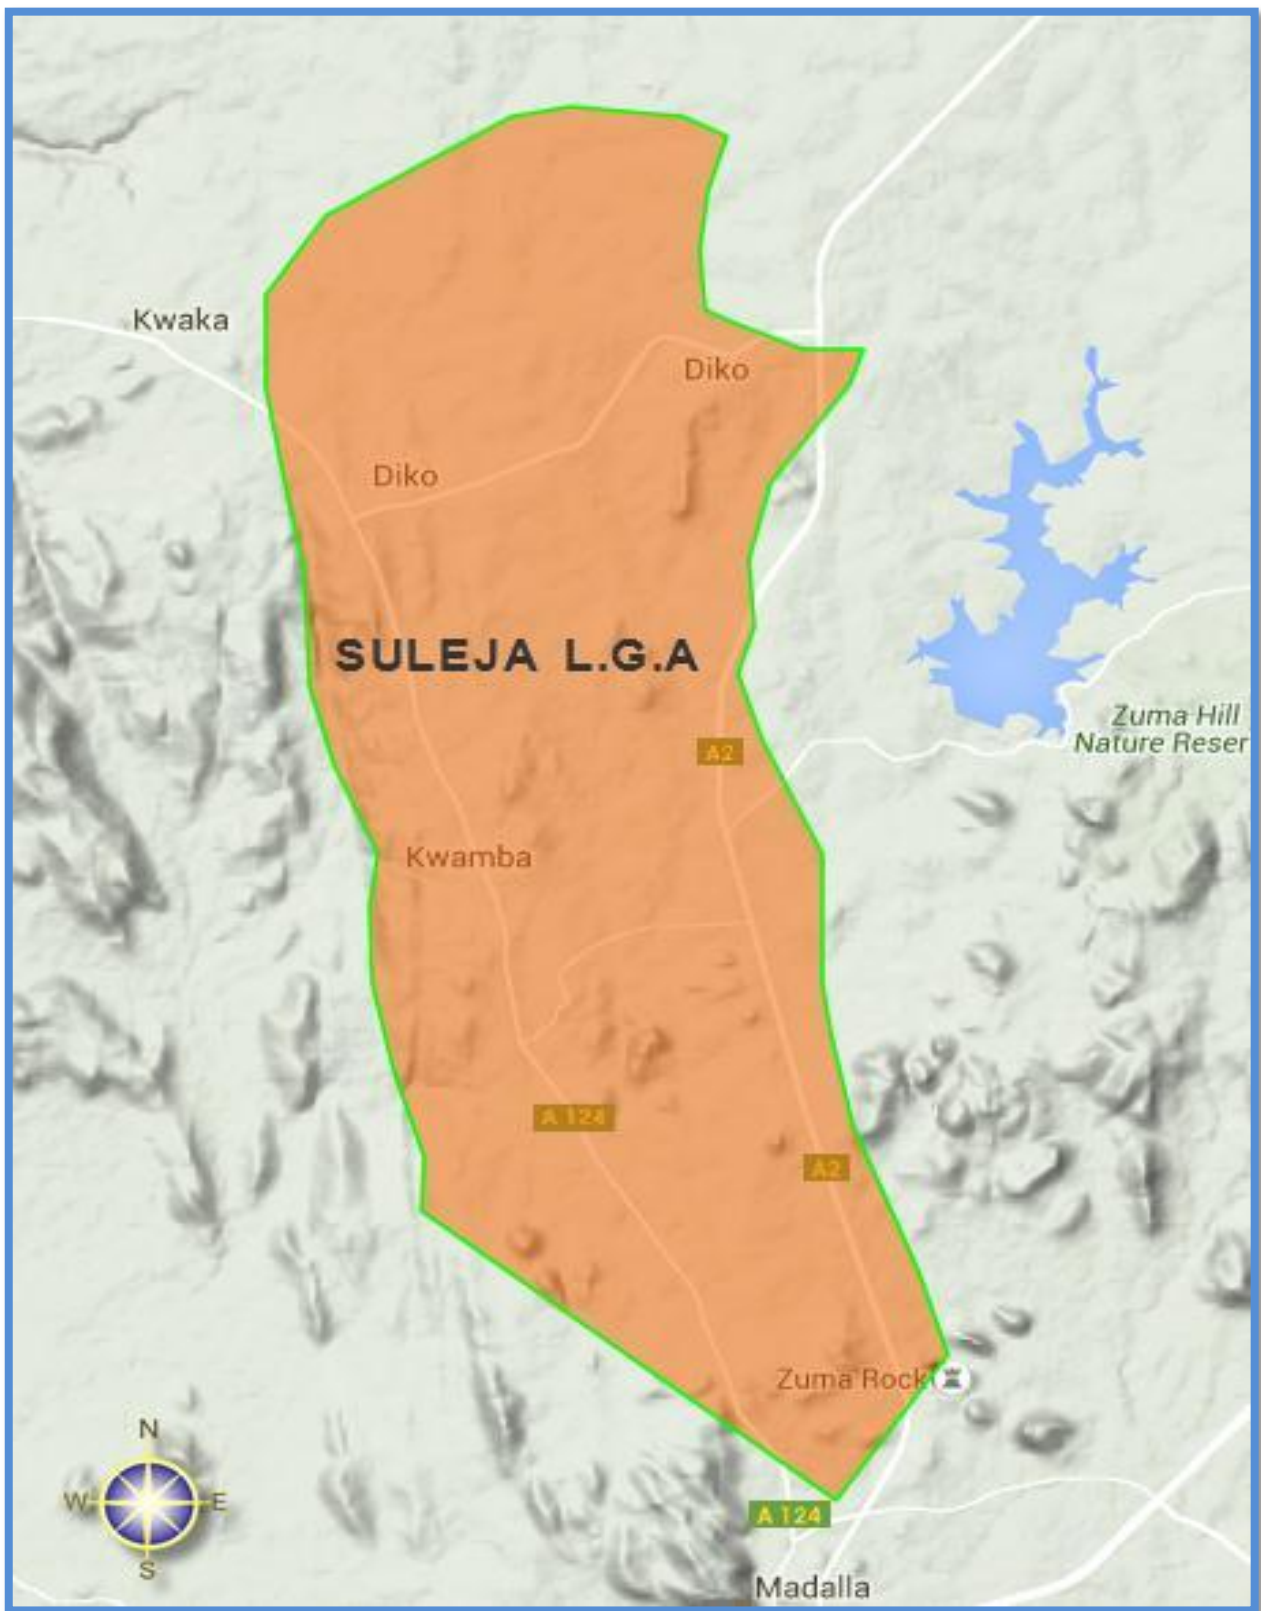 Kwaka
Diko
Diko
SULEJA L.G.A
Zuma Hill
Nature Reser
A2
Kwamba
A 124
A2
Zuma Rock
N
W E
S
A 124
Madalla